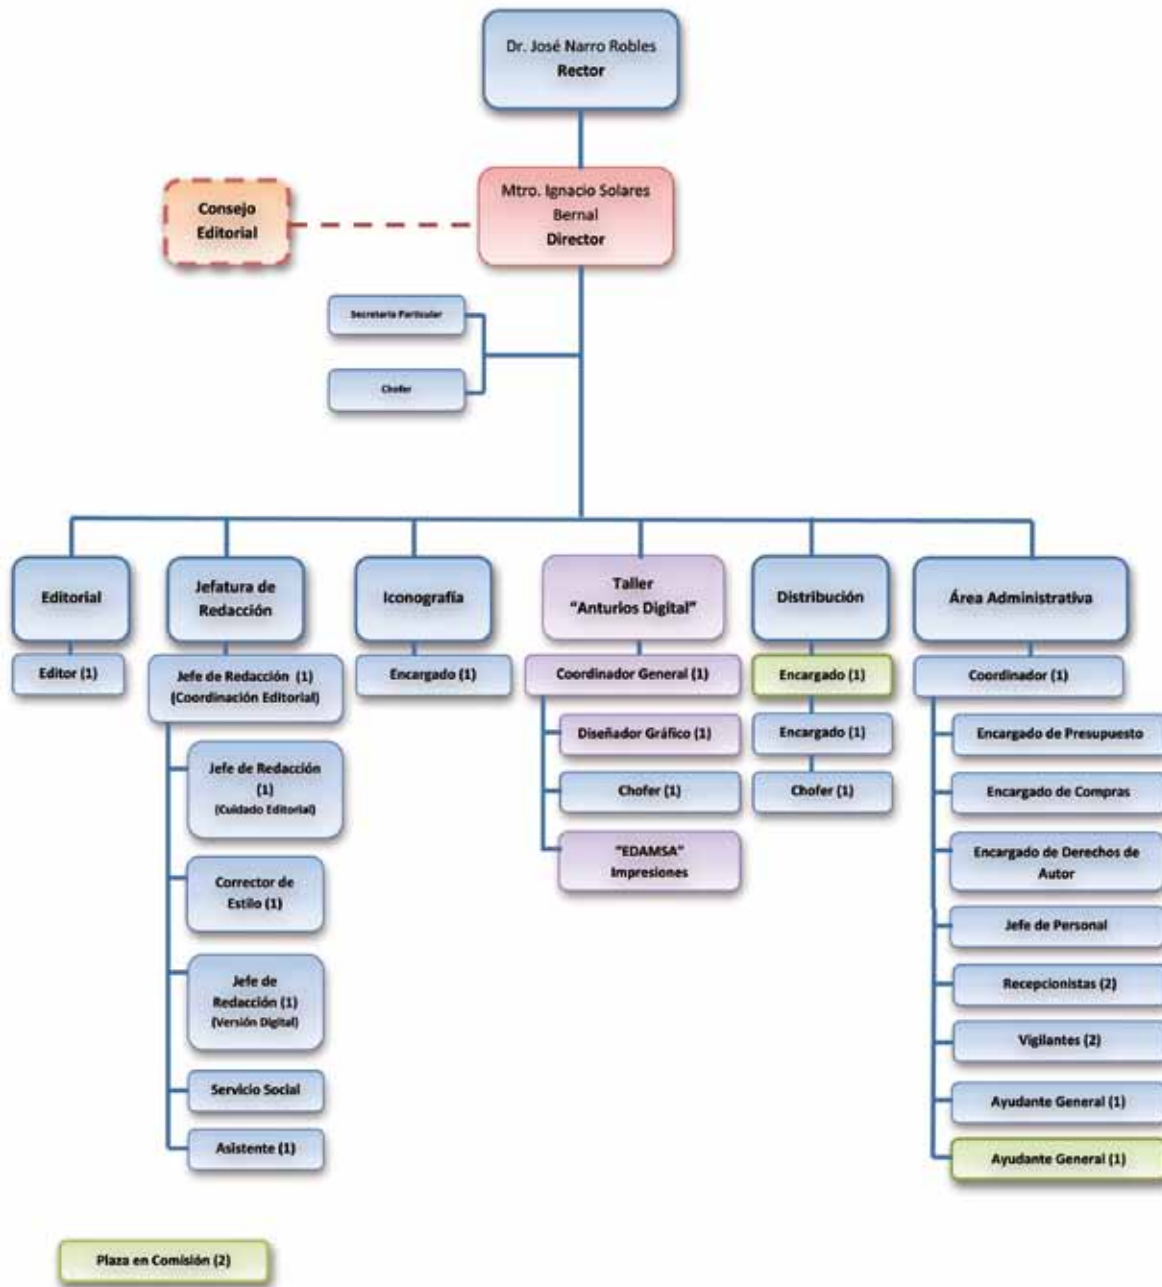 Dr. José Narro Robles
Rector
Mtro. Ignacio Solares
Bernal
Director
Consejo
Editorial
Secretaria Particular
Chofer
Editorial
Editor (1)
Jefatura de
Redacción
Jefe de Redacción (1)
(Coordinación Editorial)
Jefe de Redacción
(1)
(Cuidado Editorial)
Corrector de
Estilo (1)
Jefe de
Redacción (1)
(Versión Digital)
Servicio Social
Asistente (1)
Iconografía
Encargado (1)
Taller
"Anturios Digital"
Coordinador General (1)
Diseñador Gráfico (1)
Chofer (1)
"EDAMSA"
Impresiones
Distribución
Encargado (1)
Encargado (1)
Chofer (1)
Área Administrativa
Coordinador (1)
Encargado de Presupuesto
Encargado de Compras
Encargado de Derechos de
Autor
Jefe de Personal
Recepcionistas (2)
Vigilantes (2)
Ayudante General (1)
Ayudante General (1)
Plaza en Comisión (2)